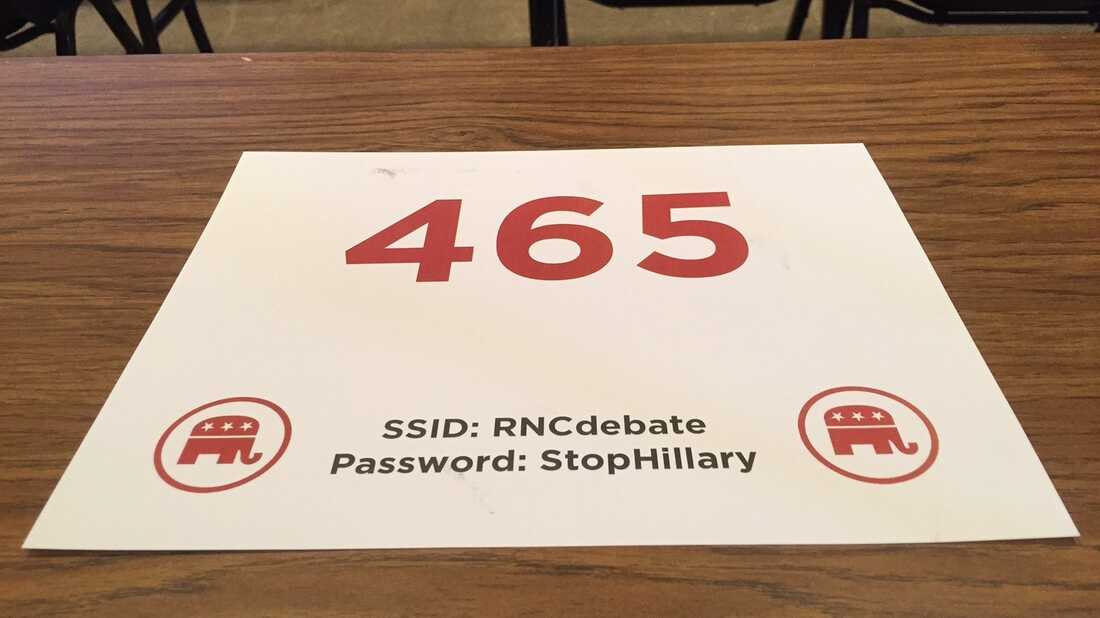 465
SSID: RNCdebate
Password: StopHillary